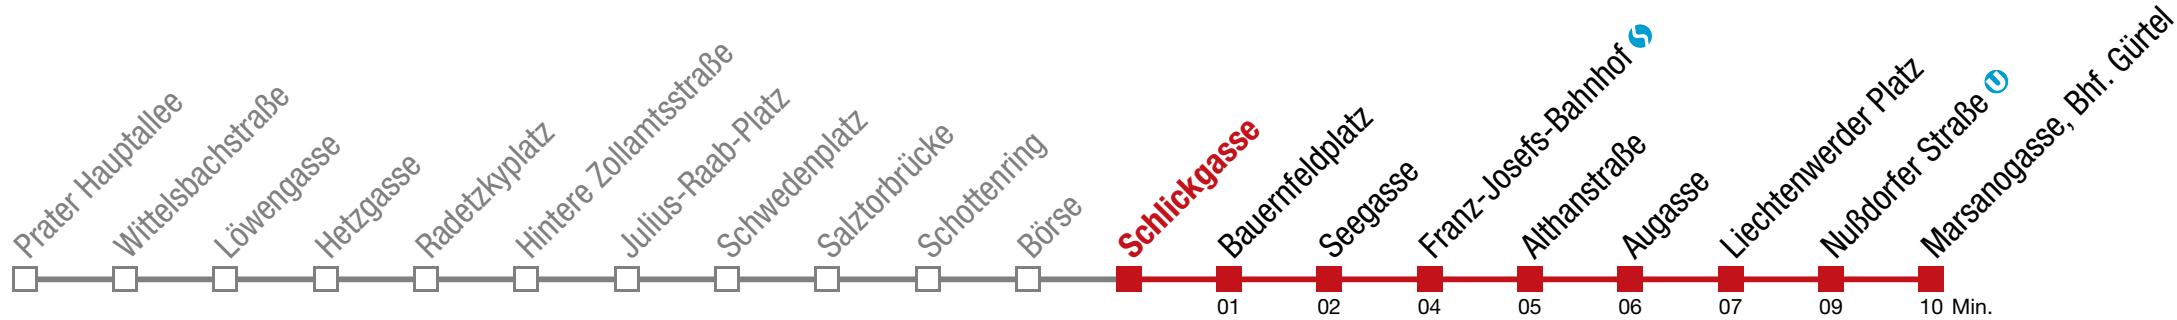 Prater Hauptallee
Wittelsbachstraße
Löwengasse
Hetzgasse
Radetzkyplatz
Hintere Zollamtsstraße
Julius-Raab-Platz
Schwedenplatz
Salztorbrücke
Schottenring
Börse
Schlickgasse
Bauernfeldplatz
Seegasse
Franz-Josefs-Bahnhof S
Althanstraße
Augasse
Liechtenwerder Platz
Nußdorfer Straße U
Marsanogasse, Bhf. Gürtel
01 02 04 05 06 07 09 10 Min.